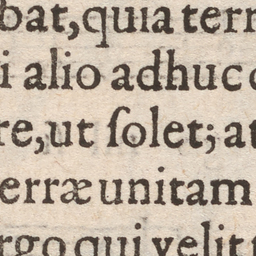 bat, quia terr
i alio adhuc
re, ut ſolet; at
erræ unitam
rgo qui velit